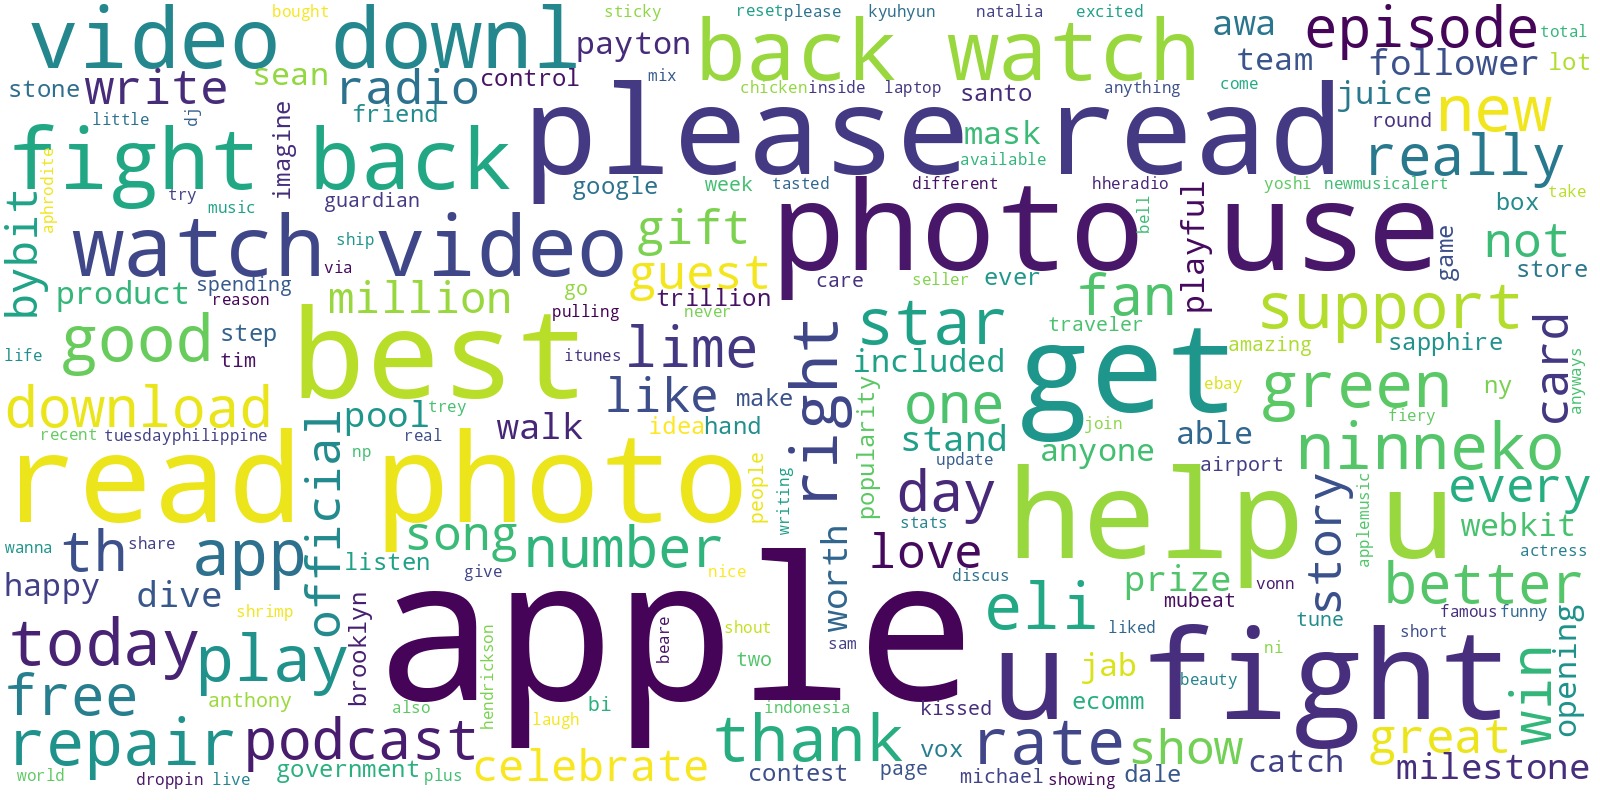 bought sticky reset please kyuhyun natalia excited awa episode total
video downl payton back watch team follower lot
stone write sean radio control mix chicken inside laptop santo anything come juice
little dj imagine friend please read mask round new
fight back google week tasted available different hheradio yoshi newmusicalert really take
aphrodite try music guardian photo use bell playful box
bybit watch video ship via gift game not store
product spending reason million go guest trillion care seller ever fan support
good step tim best pulling never lime right star traveler get amazing sapphire card
life itunes included ebay green ny anyways
download official pool trey like make popularity one join fiery
recent tuesdayphilippine real walk idea hand stand anyone able ninneko
read photo np people writing update day help u airport story applemusic every
song number stats webkit
wanna th share app listen give nice worth love discus prize vonn actress
happy dive shrimp brooklyn apple mubeat better
today play hendrickson beare shout sam eli liked tune famous funny
free anthony also two u fight short ni win opening
bi laugh indonesia kissed jab ecomm beauty
repair podcast thank vox rate show great
world droppin live government plus celebrate contest page michael showing dale catch milestone